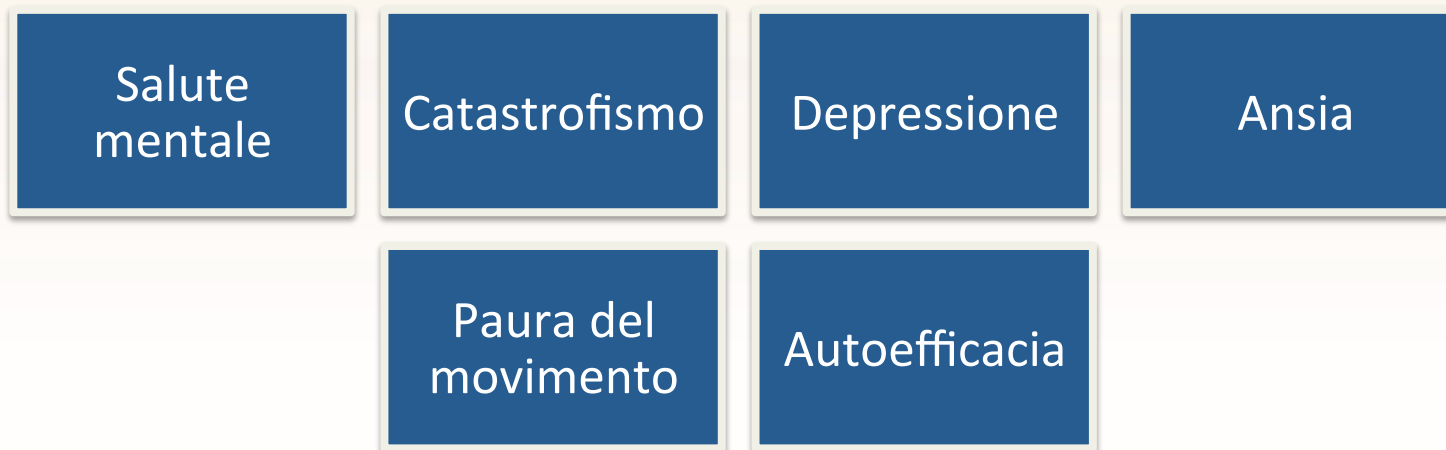 Salute
mentale
Catastrofismo
Depressione
Ansia
Paura del
movimento
Autoefficacia